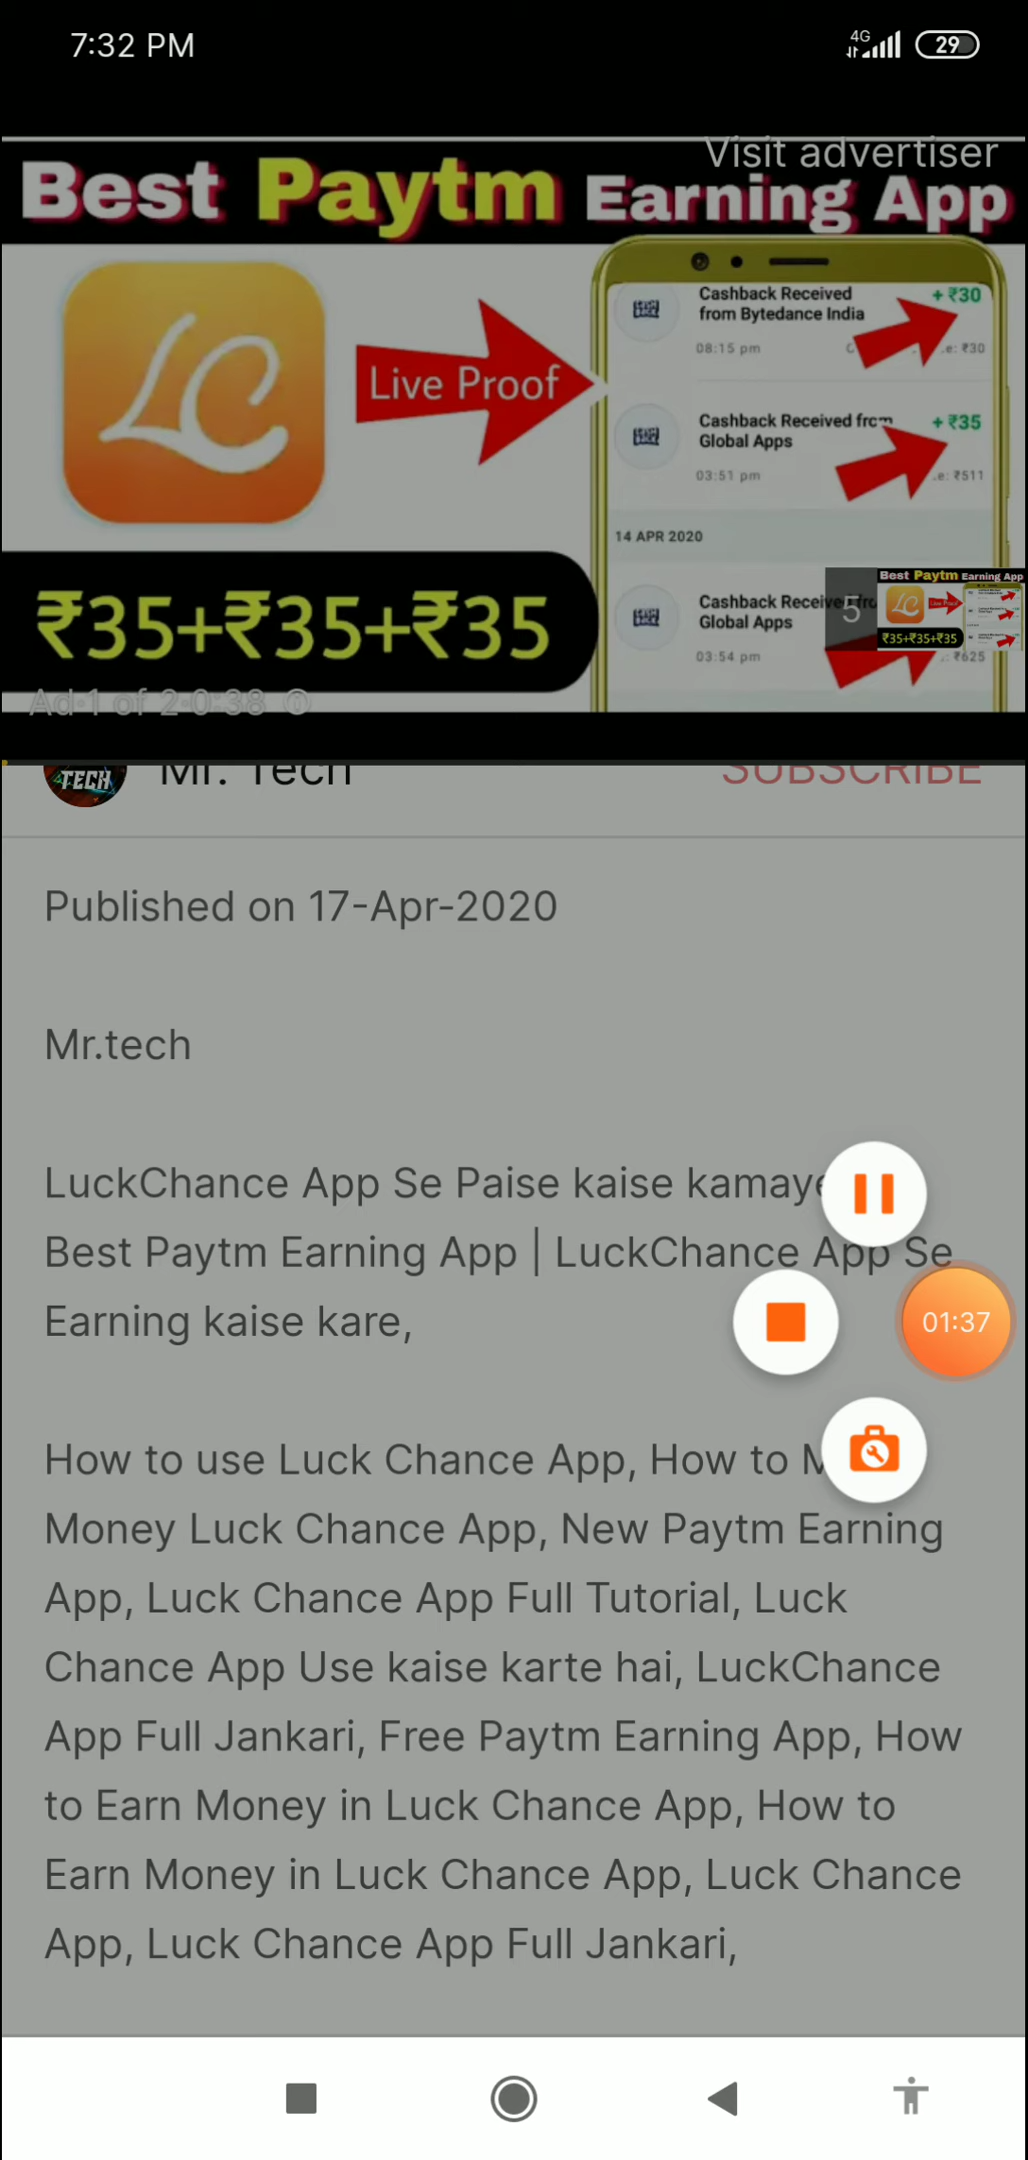 7:32 PM
4G
29
Visit advertiser
Best Paytm Earning App
LC
Live Proof
Cashback Received
from Bytedance India
+ ₹30
08:15 pm
e: ₹30
Cashback Received from
Global Apps
+ ₹35
03:51 pm
.e: ₹511
14 APR 2020
Cashback Received fro
Global Apps
03:54 pm
₹625
5
Best Paytm Earning App
LC
₹35+₹35+₹35
₹35+₹35+₹35
Ad·1 of 2·0:38
TECH
Mr. Tech
SUBSCRIBE
Published on 17-Apr-2020
Mr.tech
LuckChance App Se Paise kaise kamaye
Best Paytm Earning App | LuckChance App Se
Earning kaise kare,
01:37
How to use Luck Chance App, How to M
Money Luck Chance App, New Paytm Earning
App, Luck Chance App Full Tutorial, Luck
Chance App Use kaise karte hai, LuckChance
App Full Jankari, Free Paytm Earning App, How
to Earn Money in Luck Chance App, How to
Earn Money in Luck Chance App, Luck Chance
App, Luck Chance App Full Jankari,